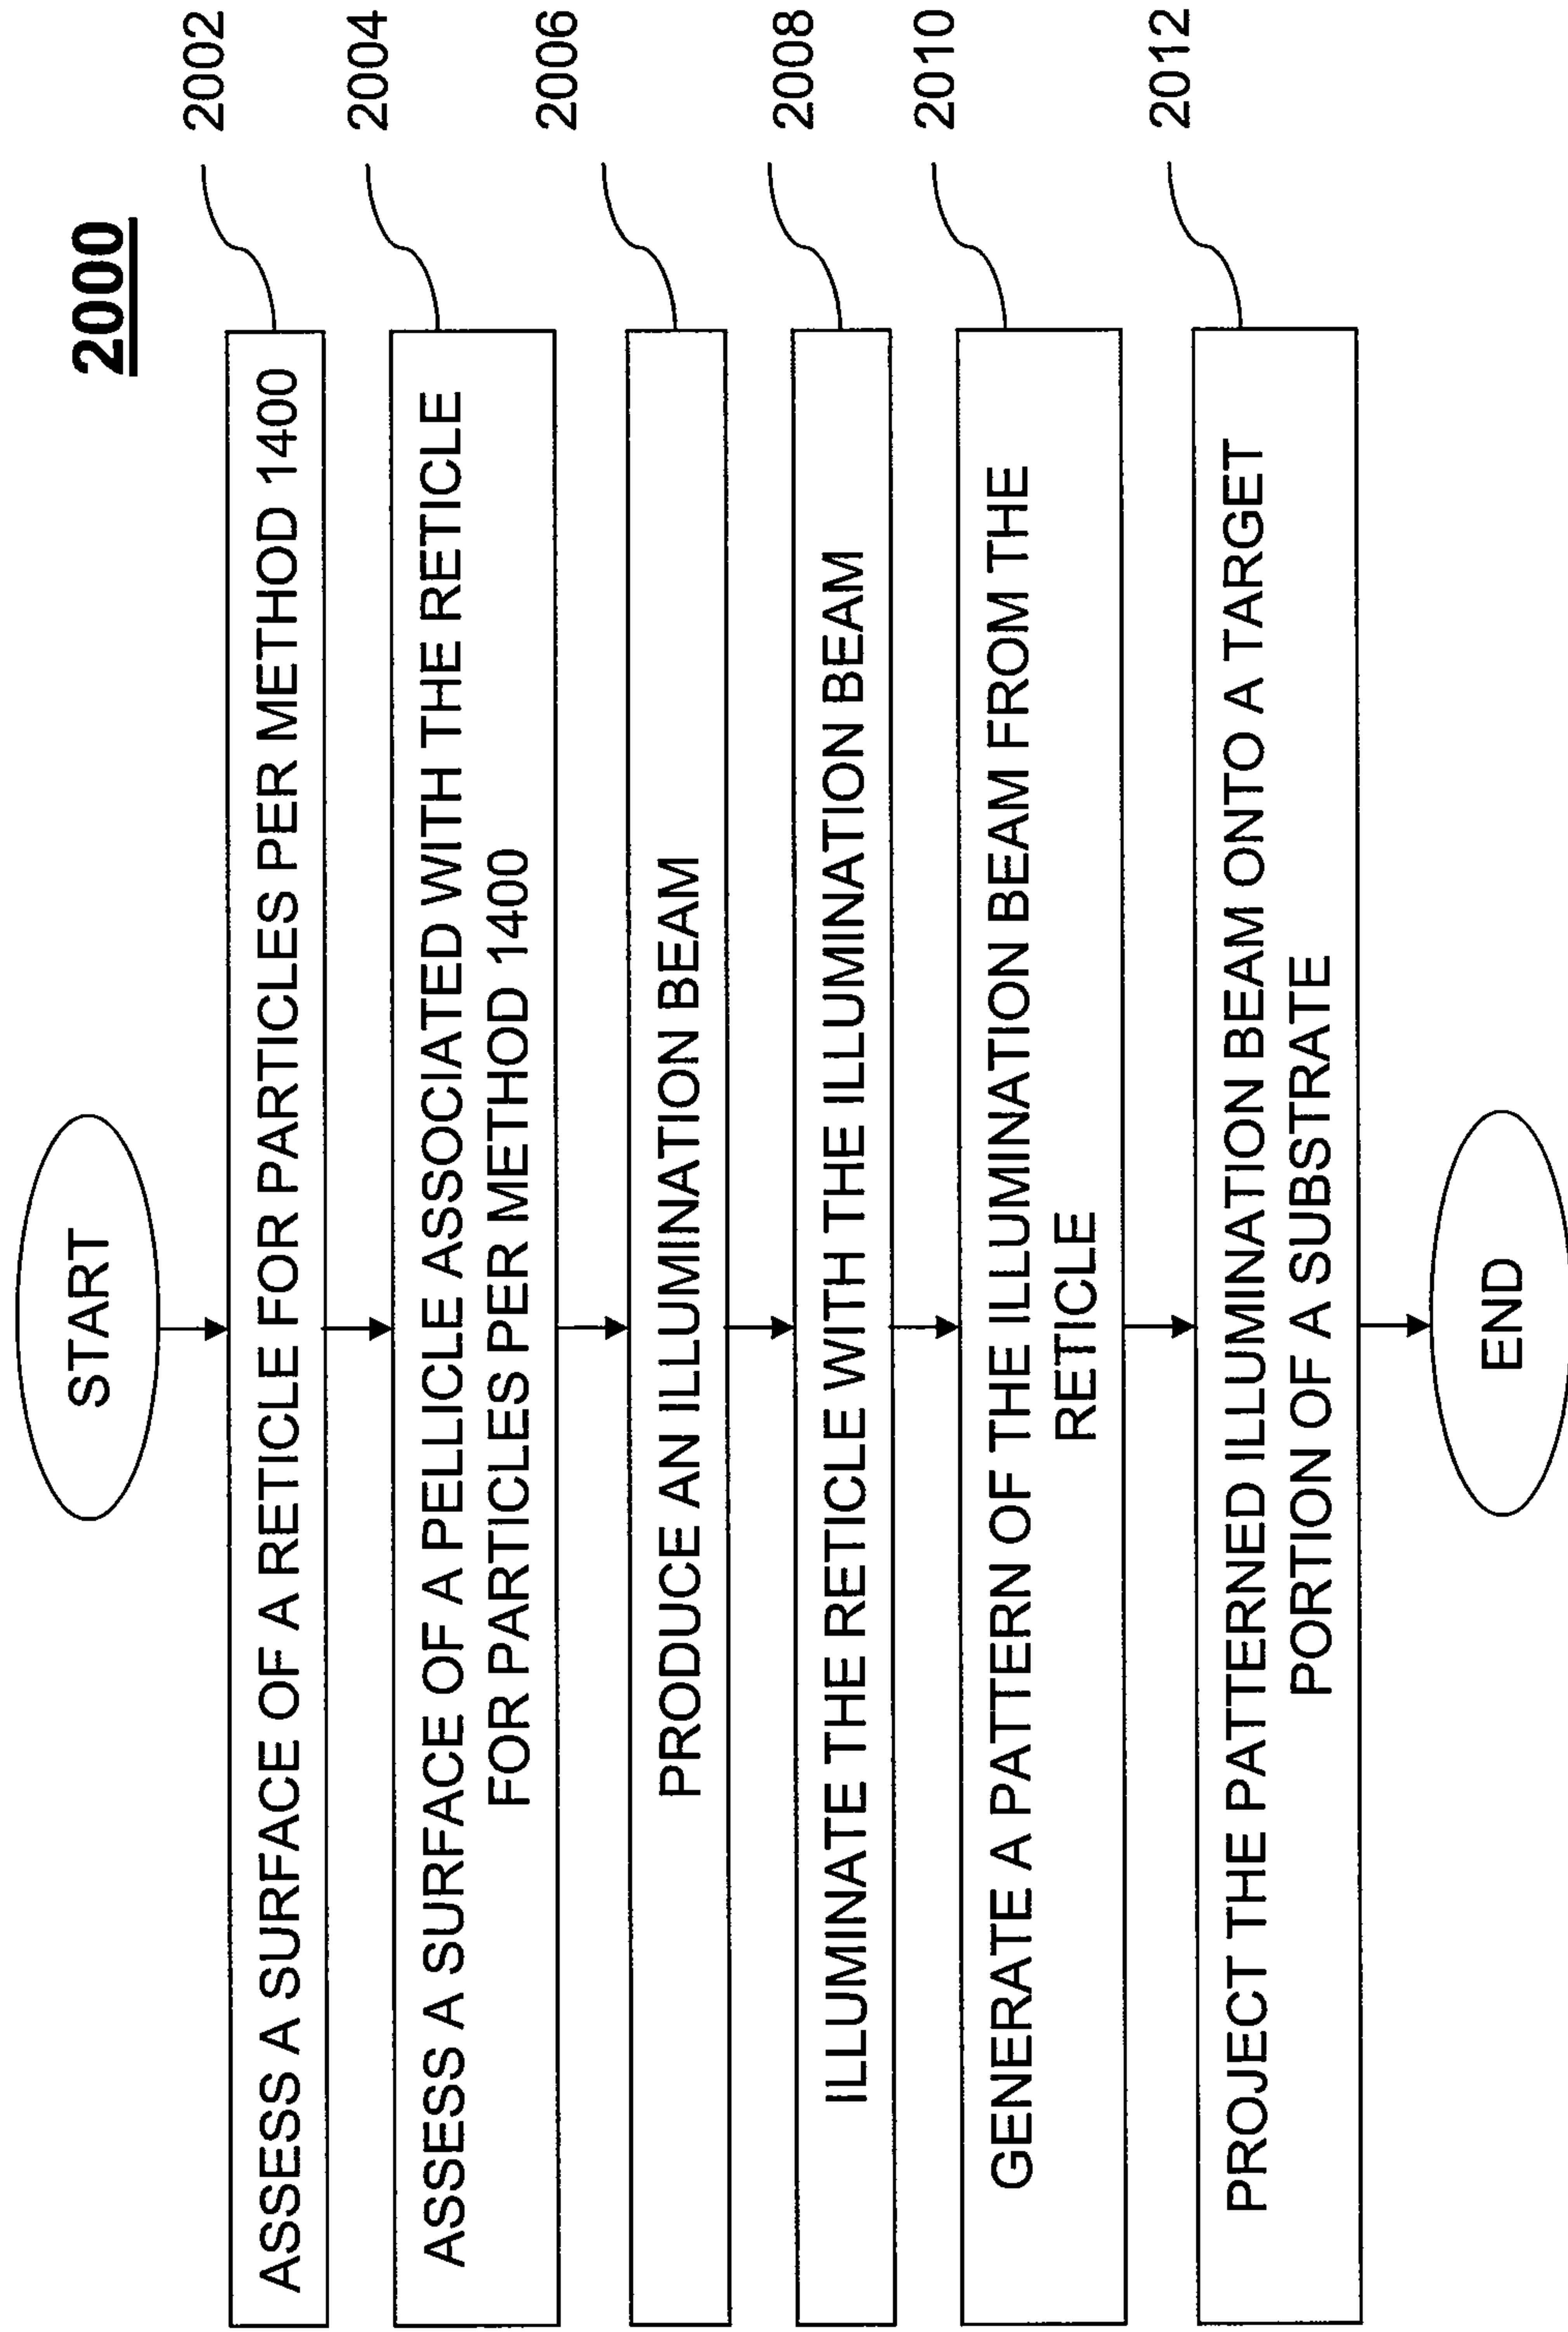 2000
START
ASSESS A SURFACE OF A RETICLE FOR PARTICLES PER METHOD 1400
2002
ASSESS A SURFACE OF A PELLICLE ASSOCIATED WITH THE RETICLE
FOR PARTICLES PER METHOD 1400
2004
PRODUCE AN ILLUMINATION BEAM
2006
ILLUMINATE THE RETICLE WITH THE ILLUMINATION BEAM
2008
GENERATE A PATTERN OF THE ILLUMINATION BEAM FROM THE
RETICLE
2010
PROJECT THE PATTERNED ILLUMINATION BEAM ONTO A TARGET
PORTION OF A SUBSTRATE
2012
END